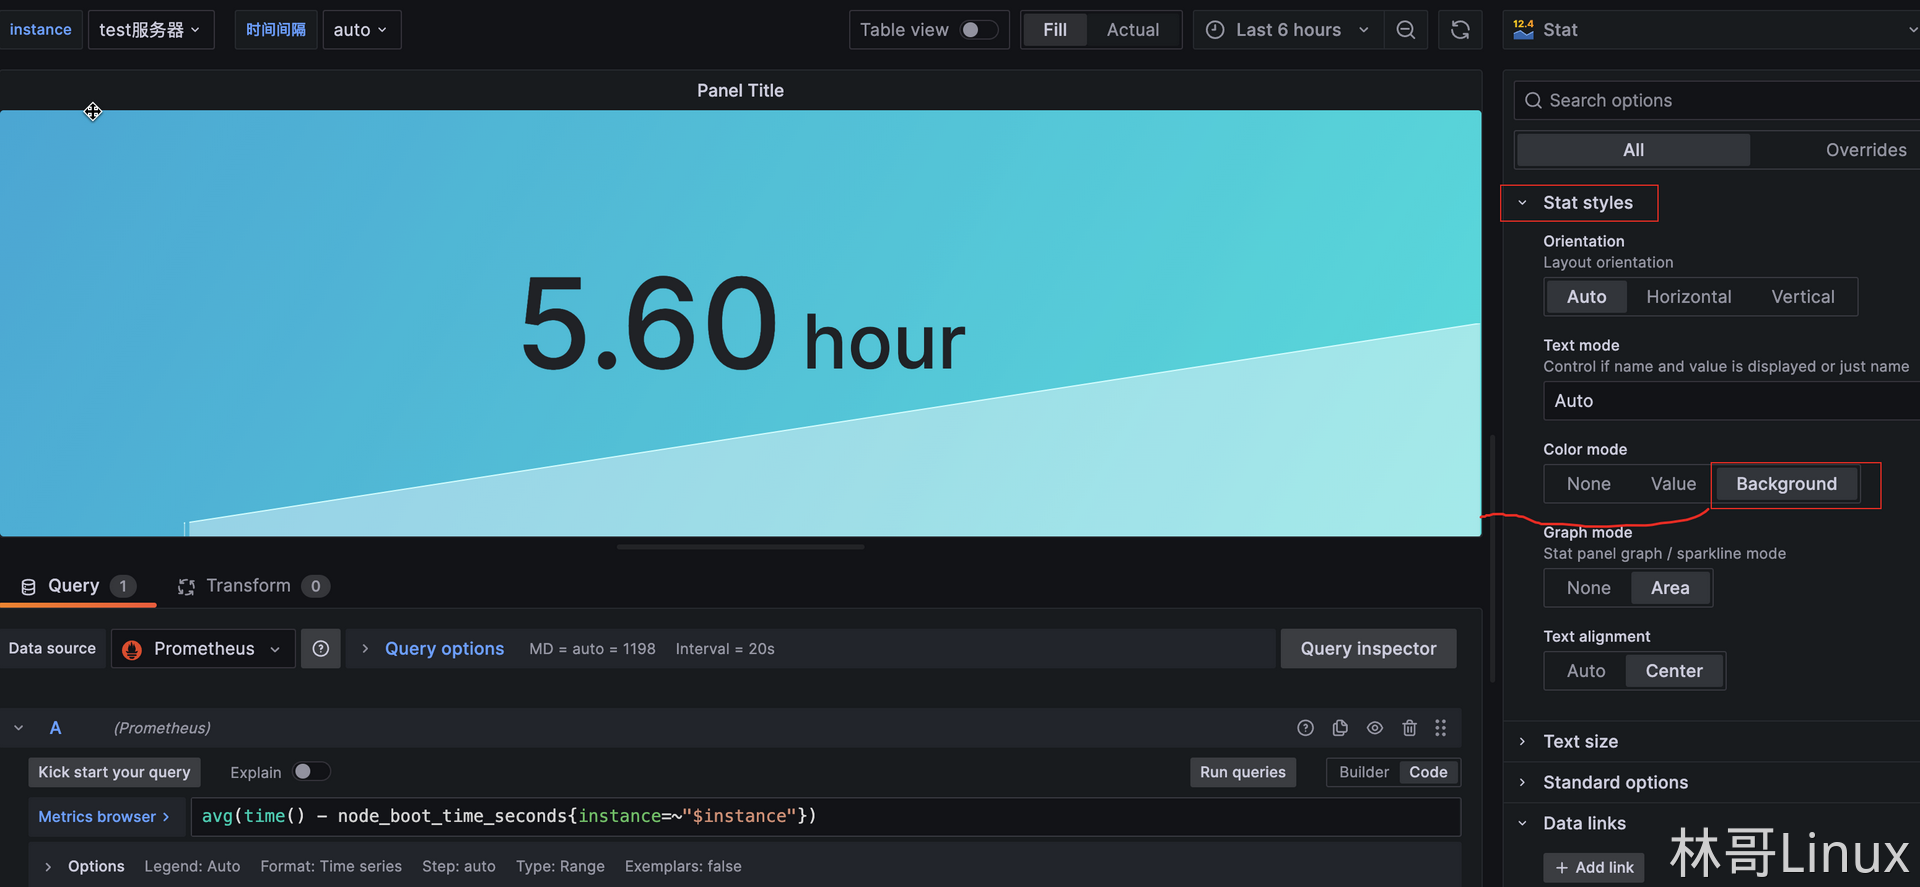 instance test服务器 时间间隔 auto Table view Fill Actual Last 6 hours 12.4 Stat
Panel Title
Search options
All Overrides
Stat styles
Orientation
Layout orientation
Auto Horizontal Vertical
5.60 hour
Text mode
Control if name and value is displayed or just name
Auto
Color mode
None Value Background
Graph mode
Stat panel graph / sparkline mode
None Area
Text alignment
Auto Center
Text size
Standard options
Data links
+ Add link
Query 1 Transform 0
Data source Prometheus Query options MD = auto = 1198 Interval = 20s Query inspector
A (Prometheus)
Kick start your query Explain Run queries Builder Code
Metrics browser > avg(time() - node_boot_time_seconds{instance=~"$instance"})
Options Legend: Auto Format: Time series Step: auto Type: Range Exemplars: false
林哥Linux